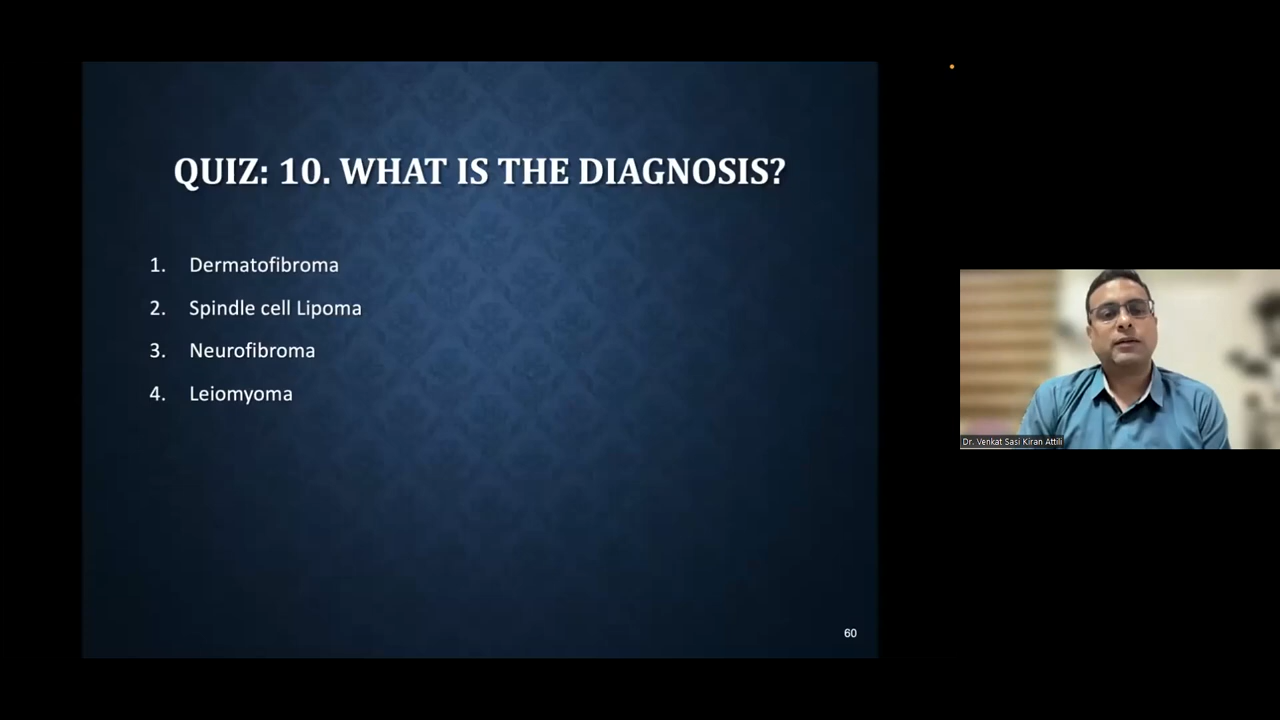 QUIZ: 10. WHAT IS THE DIAGNOSIS?
1. Dermatofibroma
2. Spindle cell Lipoma
3. Neurofibroma
4. Leiomyoma
60
Dr. Venkat Sasi Kiran Attili